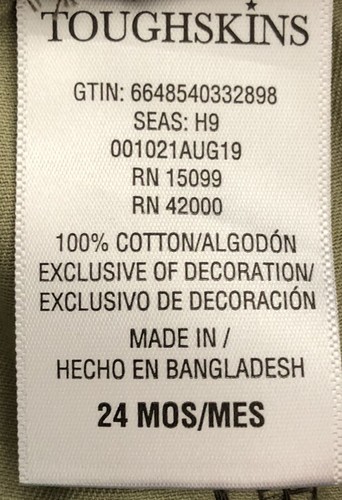 TOUGHSKINS
GTIN: 6648540332898
SEAS: H9
001021AUG19
RN 15099
RN 42000
100% COTTON/ALGODÓN
EXCLUSIVE OF DECORATION/
EXCLUSIVO DE DECORACIÓN
MADE IN /
HECHO EN BANGLADESH
24 MOS/MES